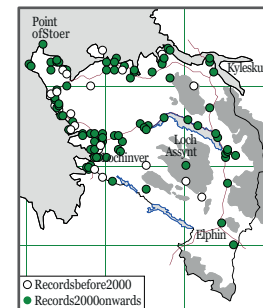 Point
ofStoer
Kylesku
Loch
Assynt
Lochinver
Elphin
Recordsbefore2000
Records2000onwards